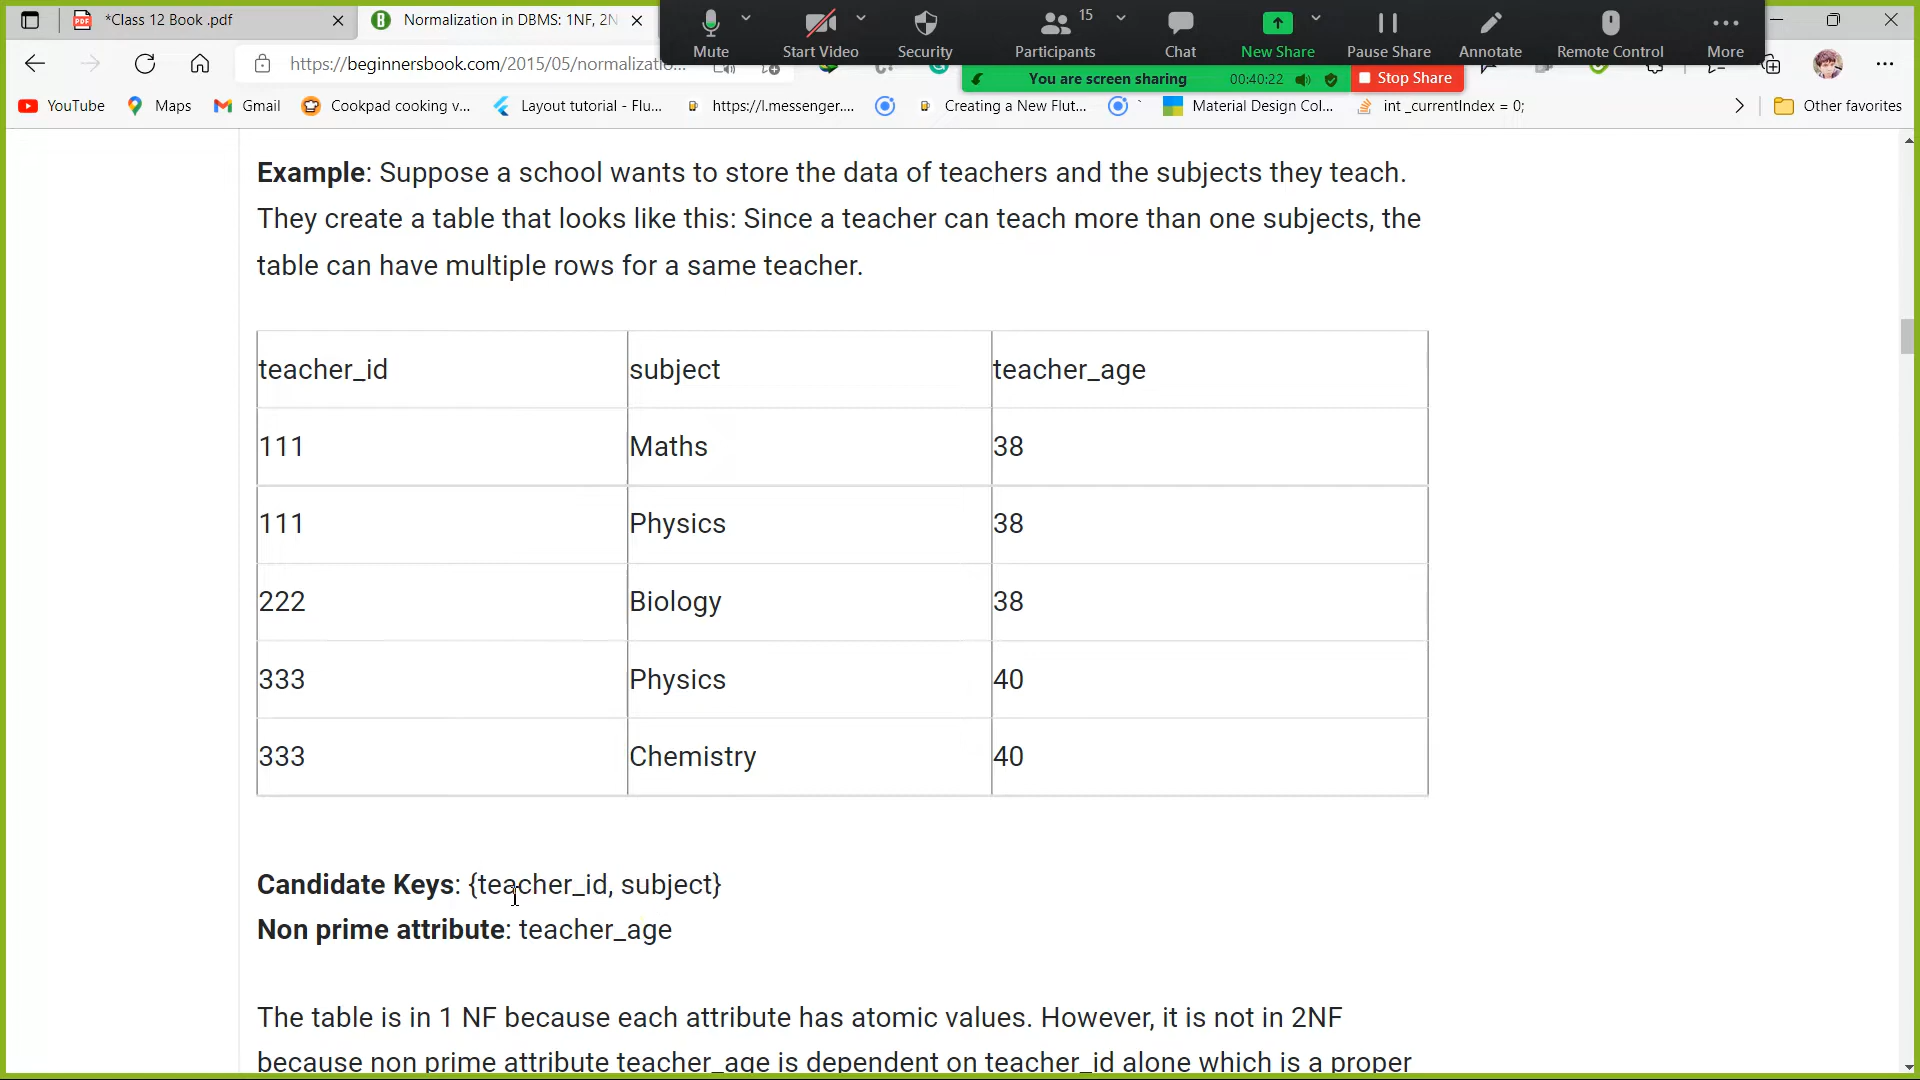 *Class 12 Book .pdf
Normalization in DBMS: 1NF, 2N
Mute
Start Video
Security
Participants 15
Chat
New Share
Pause Share
Annotate
Remote Control
More
https://beginnersbook.com/2015/05/normalizatio...
You are screen sharing 00:40:22 Stop Share
YouTube Maps Gmail Cookpad cooking v... Layout tutorial - Flu... https://l.messenger.... Creating a New Flut... ` Material Design Col... int _currentIndex = 0; Other favorites
Example: Suppose a school wants to store the data of teachers and the subjects they teach.
They create a table that looks like this: Since a teacher can teach more than one subjects, the
table can have multiple rows for a same teacher.
teacher_id subject teacher_age
111 Maths 38
111 Physics 38
222 Biology 38
333 Physics 40
333 Chemistry 40
Candidate Keys: {teacher_id, subject}
Non prime attribute: teacher_age
The table is in 1 NF because each attribute has atomic values. However, it is not in 2NF
because non prime attribute teacher_age is dependent on teacher_id alone which is a proper